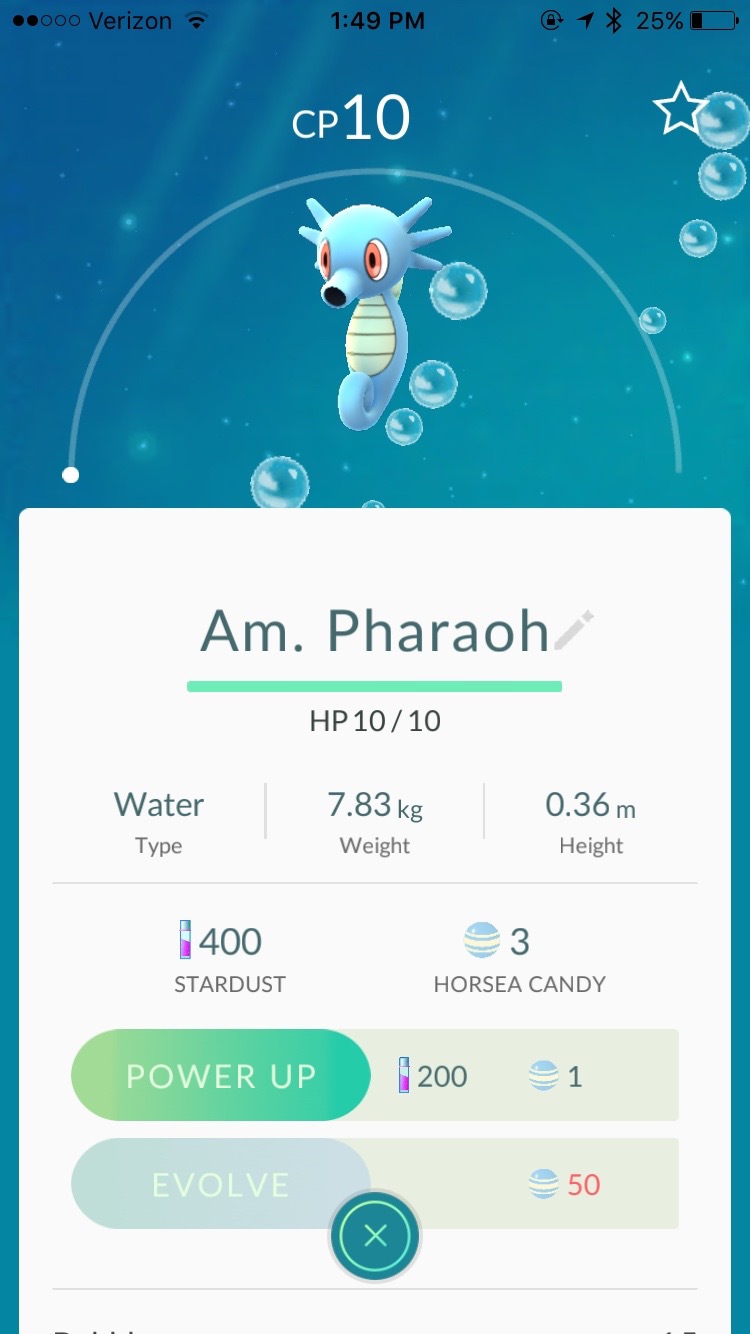 Verizon 1:49 PM 25%
CP10
Am. Pharaoh
HP 10 / 10
Water 7.83 kg 0.36 m
Type Weight Height
400 3
STARDUST HORSEA CANDY
POWER UP 200 1
EVOLVE 50